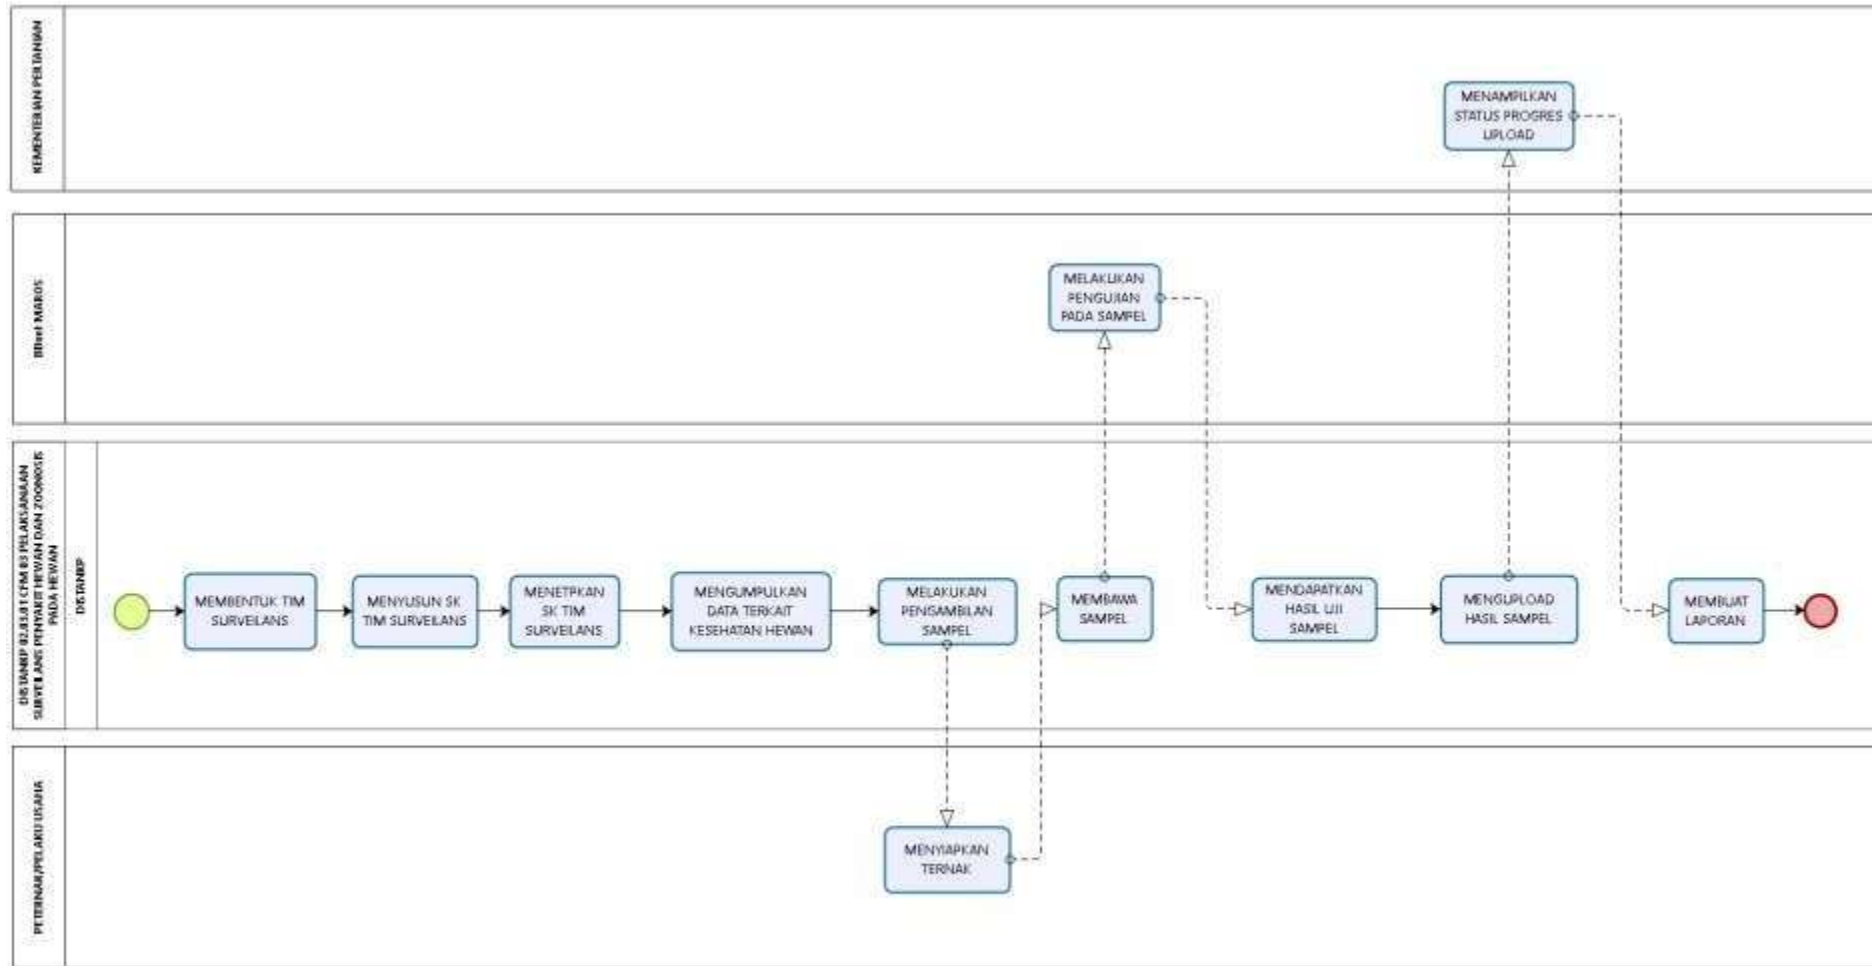 KEMENTERIAN PERTANIAN
MENAMPILKAN
STATUS PROGRES
UPLOAD
BBvet MAROS
MELAKUKAN
PENGUJIAN
PADA SAMPEL
DISTANKP 02.03.01 CFM 03 PELAKSANAAN
SURVEILANS PENYAKIT HEWAN DAN ZOONOSIS
PADA HEWAN
DISTANKP
MEMBENTUK TIM
SURVEILANS
MENYUSUN SK
TIM SURVEILANS
MENETPKAN
SK TIM
SURVEILANS
MENGUMPULKAN
DATA TERKAIT
KESEHATAN HEWAN
MELAKUKAN
PENGAMBILAN
SAMPEL
MEMBAWA
SAMPEL
MENDAPATKAN
HASIL UJI
SAMPEL
MENGUPLOAD
HASIL SAMPEL
MEMBUAT
LAPORAN
PETERNAK/PELAKU USAHA
MENYIAPKAN
TERNAK